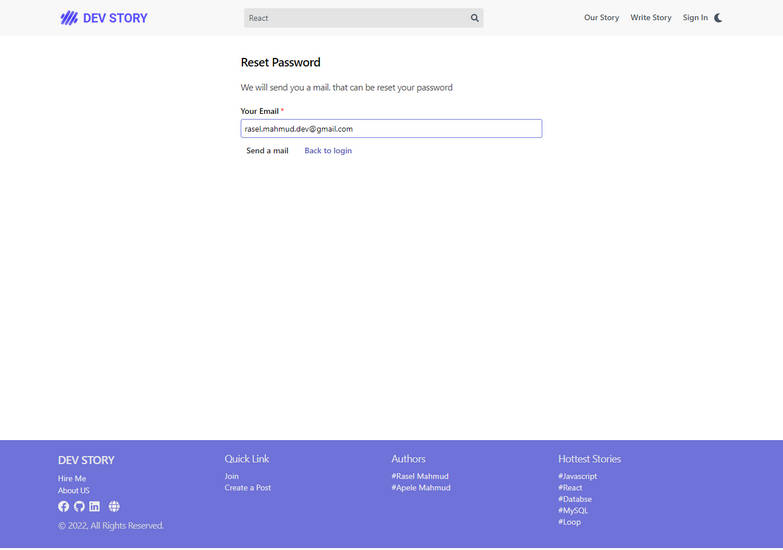 DEV STORY
React
Our Story Write Story Sign In
Reset Password
We will send you a mail. that can be reset your password
Your Email *
rasel.mahmud.dev@gmail.com
Send a mail Back to login
DEV STORY
Hire Me
About US
© 2022, All Rights Reserved.
Quick Link
Join
Create a Post
Authors
#Rasel Mahmud
#Apele Mahmud
Hottest Stories
#Javascript
#React
#Databse
#MySQL
#Loop